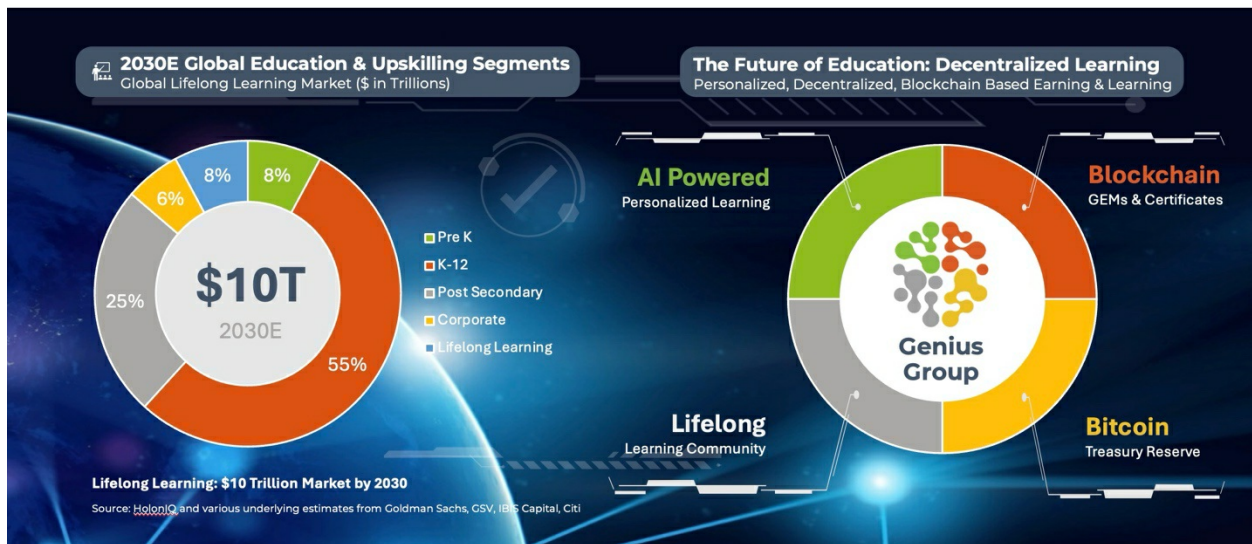 2030E Global Education & Upskilling Segments
Global Lifelong Learning Market ($ in Trillions)
8%
8%
6%
25%
55%
$10T
2030E
Pre K
K-12
Post Secondary
Corporate
Lifelong Learning
Lifelong Learning: $10 Trillion Market by 2030
Source: HolonIQ and various underlying estimates from Goldman Sachs, GSV, IBIS Capital, Citi
The Future of Education: Decentralized Learning
Personalized, Decentralized, Blockchain Based Earning & Learning
AI Powered
Personalized Learning
Blockchain
GEMs & Certificates
Genius
Group
Lifelong
Learning Community
Bitcoin
Treasury Reserve